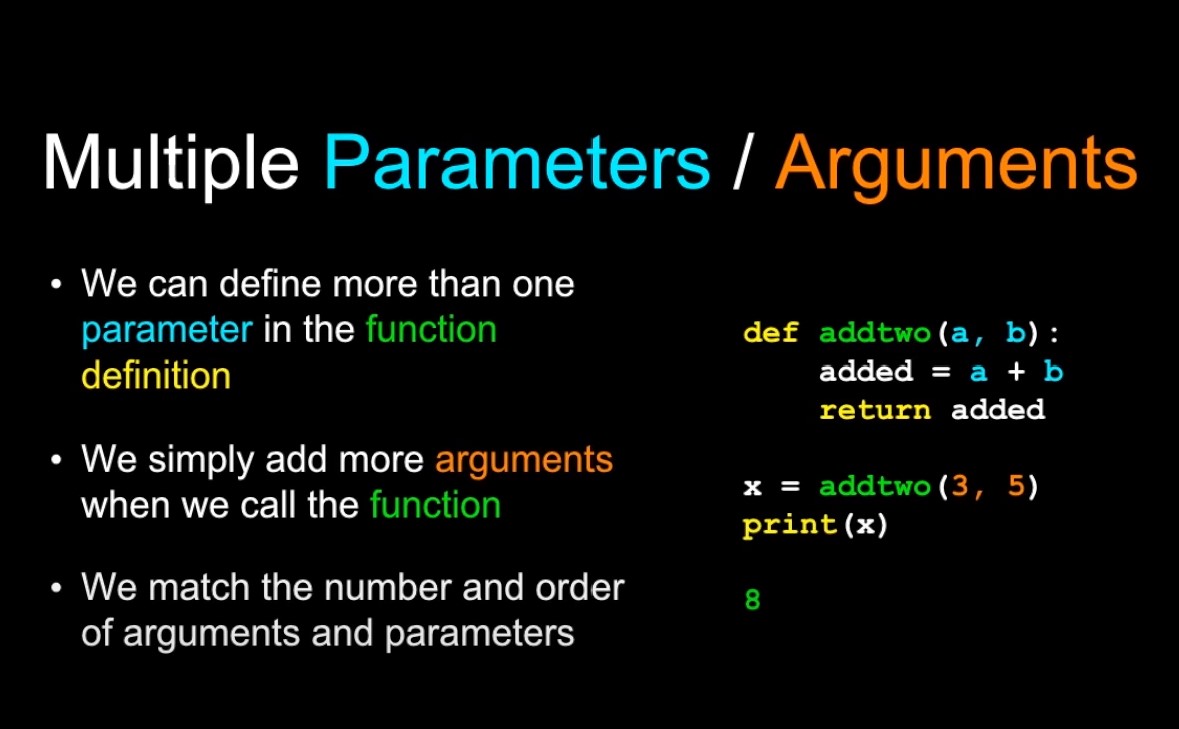 Multiple Parameters / Arguments
• We can define more than one
parameter in the function
definition
• We simply add more arguments
when we call the function
• We match the number and order
of arguments and parameters
def addtwo(a, b):
    added = a + b
    return added
x = addtwo(3, 5)
print(x)
8